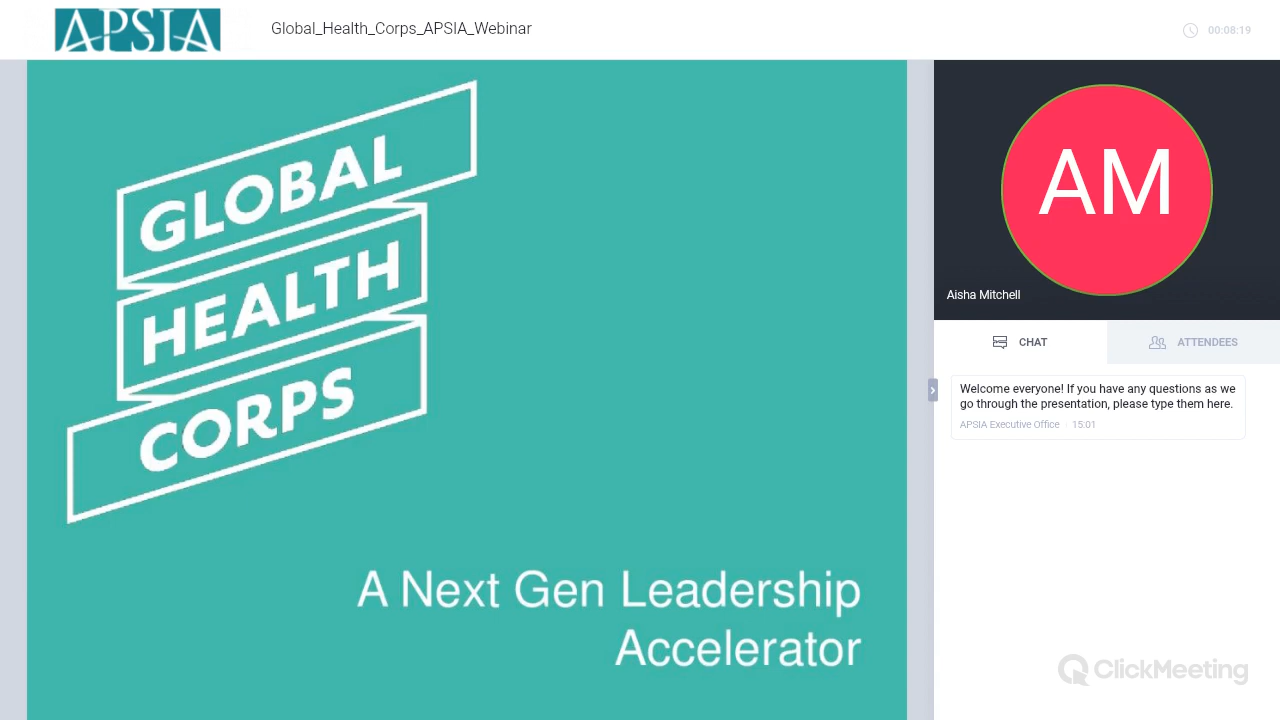 APSIA
Global_Health_Corps_APSIA_Webinar
00:08:19
GLOBAL
HEALTH
CORPS
A Next Gen Leadership
Accelerator
AM
Aisha Mitchell
CHAT
ATTENDEES
Welcome everyone! If you have any questions as we
go through the presentation, please type them here.
APSIA Executive Office 15:01
ClickMeeting